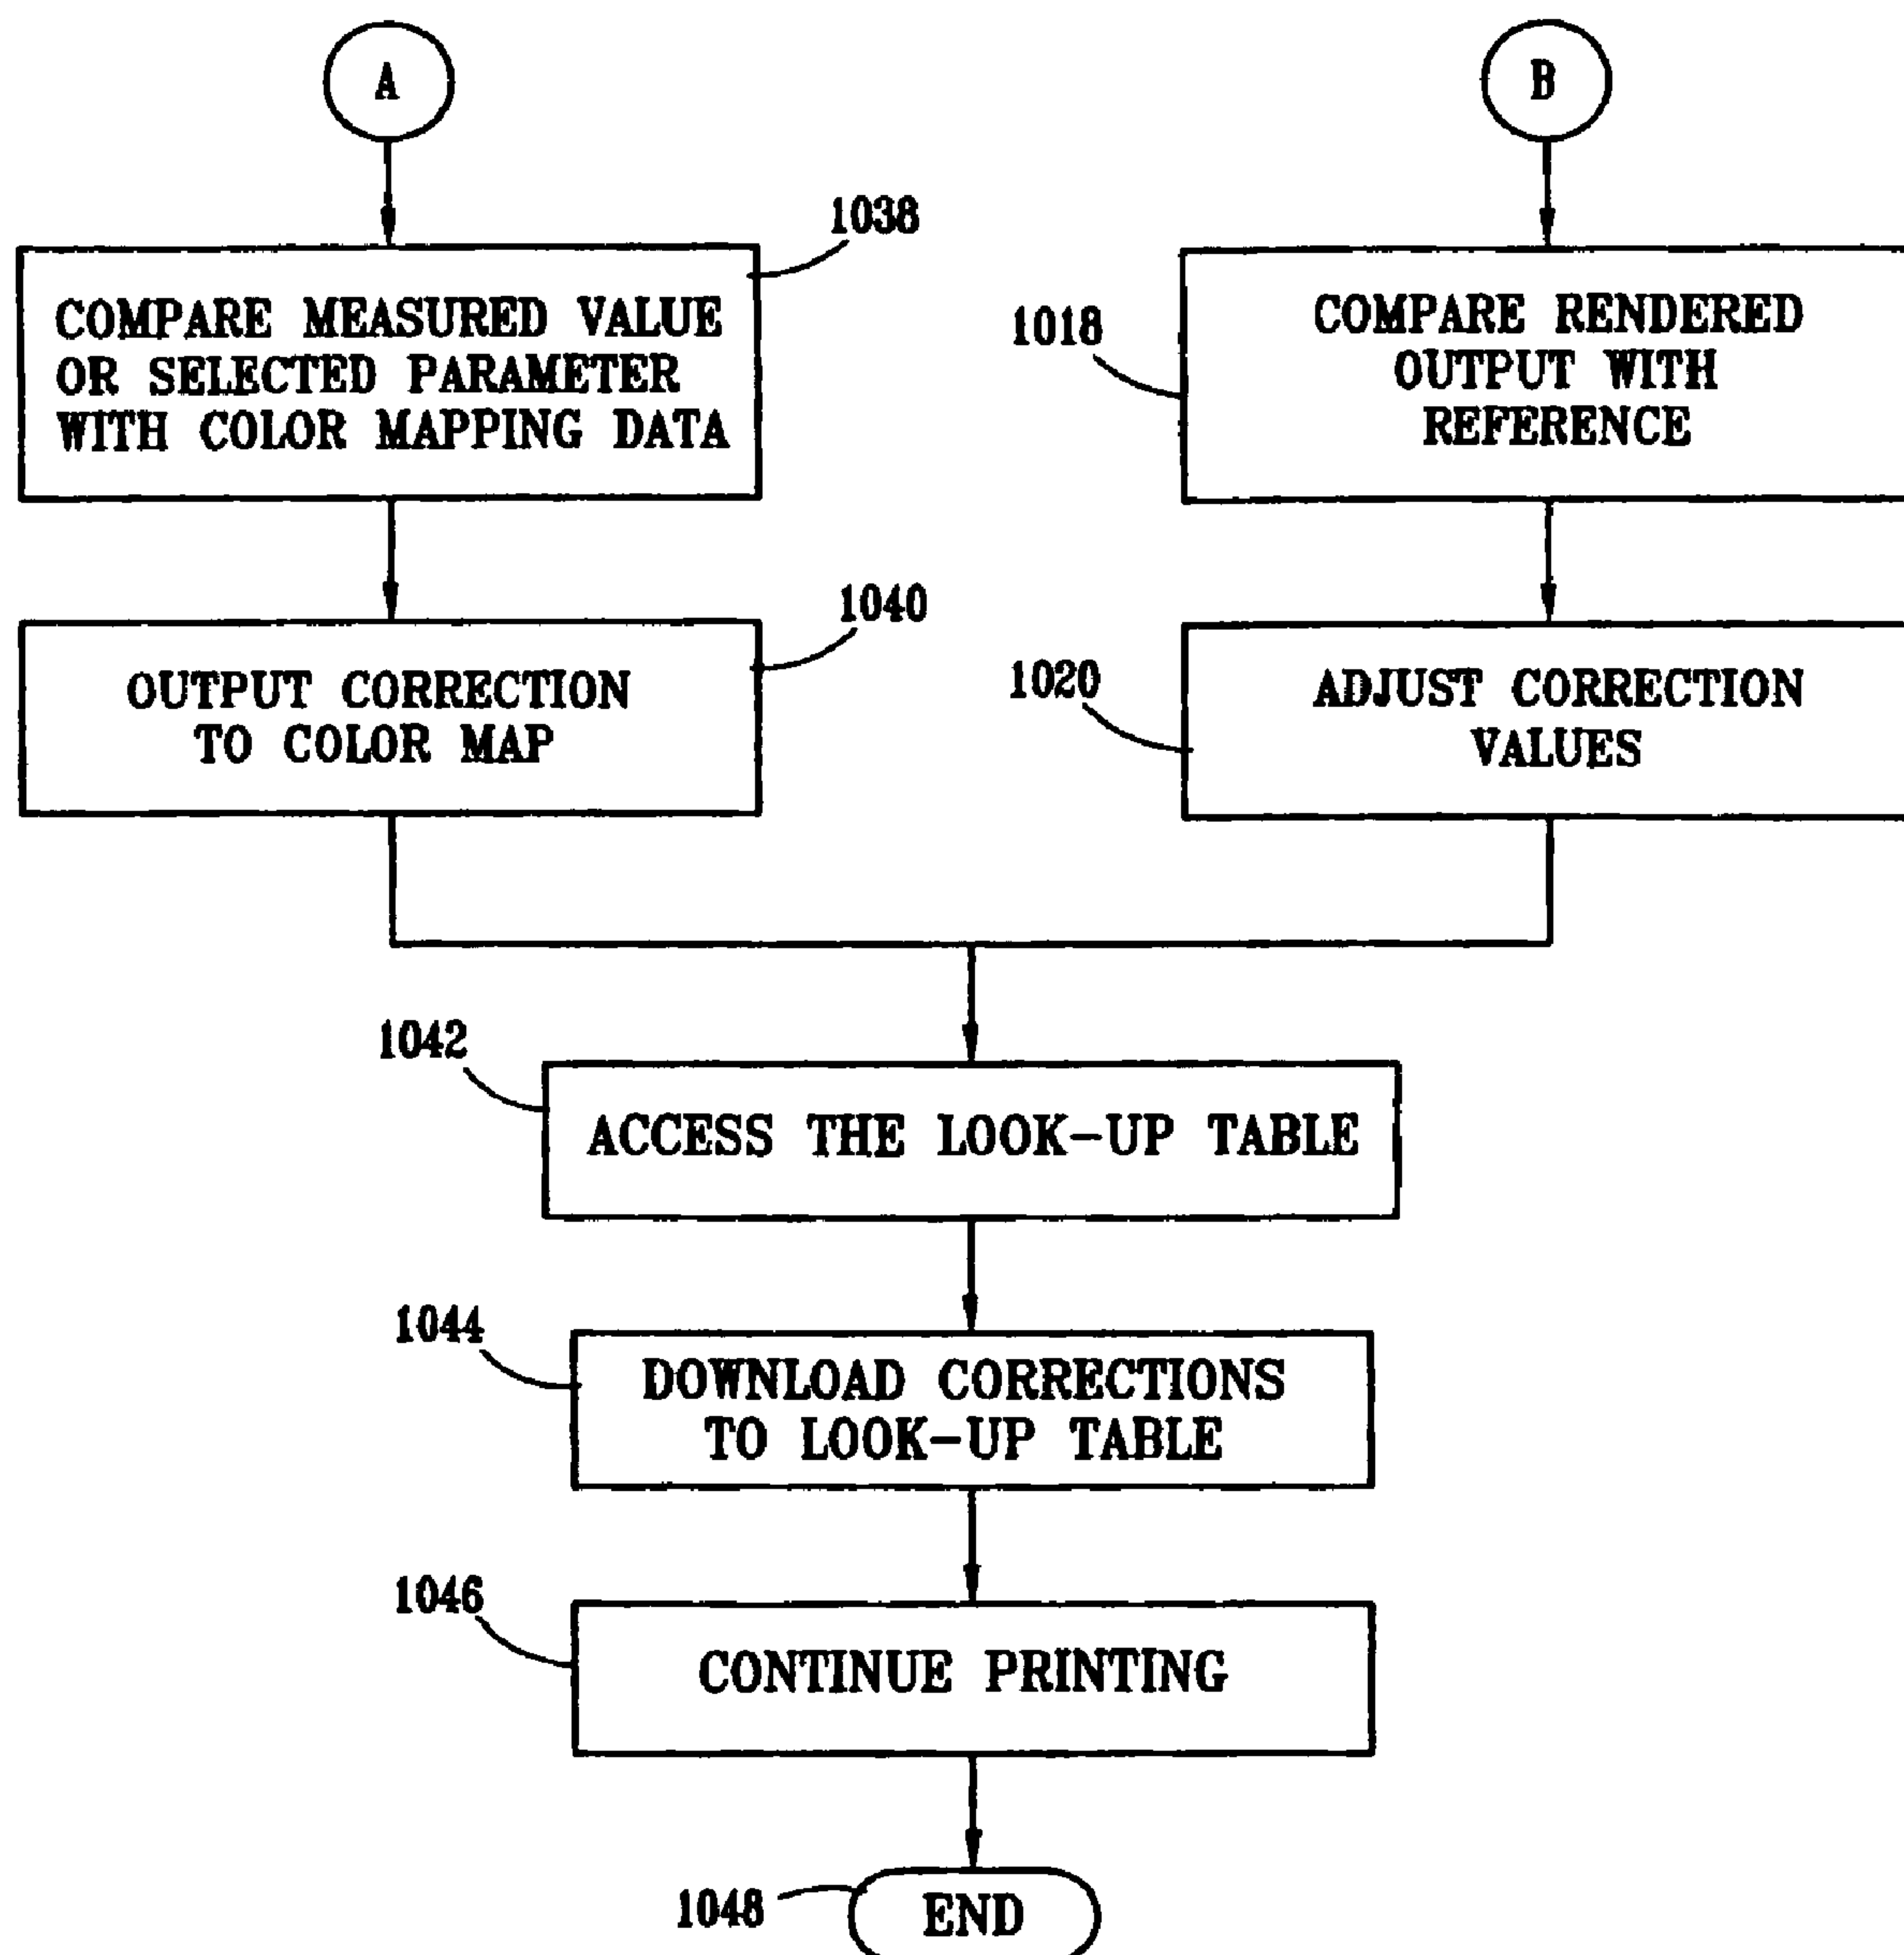 A
B
1038
COMPARE MEASURED VALUE
OR SELECTED PARAMETER
WITH COLOR MAPPING DATA
1018
COMPARE RENDERED
OUTPUT WITH
REFERENCE
1040
OUTPUT CORRECTION
TO COLOR MAP
1020
ADJUST CORRECTION
VALUES
1042
ACCESS THE LOOK-UP TABLE
1044
DOWNLOAD CORRECTIONS
TO LOOK-UP TABLE
1046
CONTINUE PRINTING
1048
END